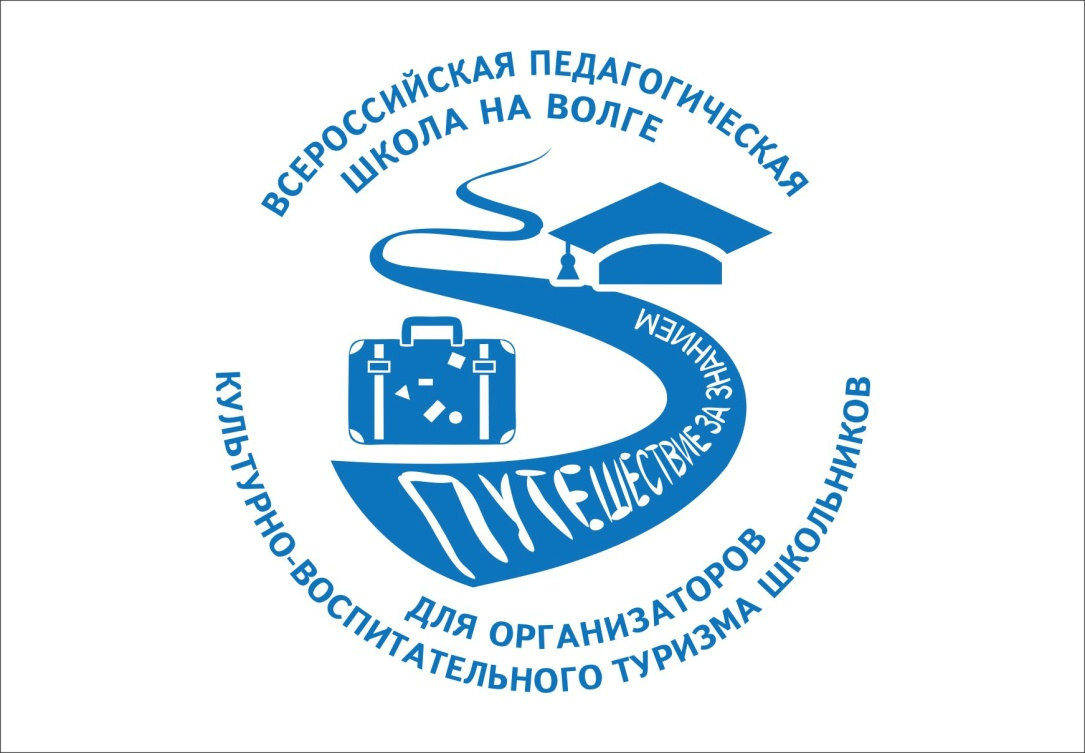 ВСЕРОССИЙСКАЯ ПЕДАГОГИЧЕСКАЯ
ШКОЛА НА ВОЛГЕ
ПУТЕШЕСТВИЕ ЗА ЗНАНИЕМ
ДЛЯ ОРГАНИЗАТОРОВ
КУЛЬТУРНО-ВОСПИТАТЕЛЬНОГО ТУРИЗМА ШКОЛЬНИКОВ